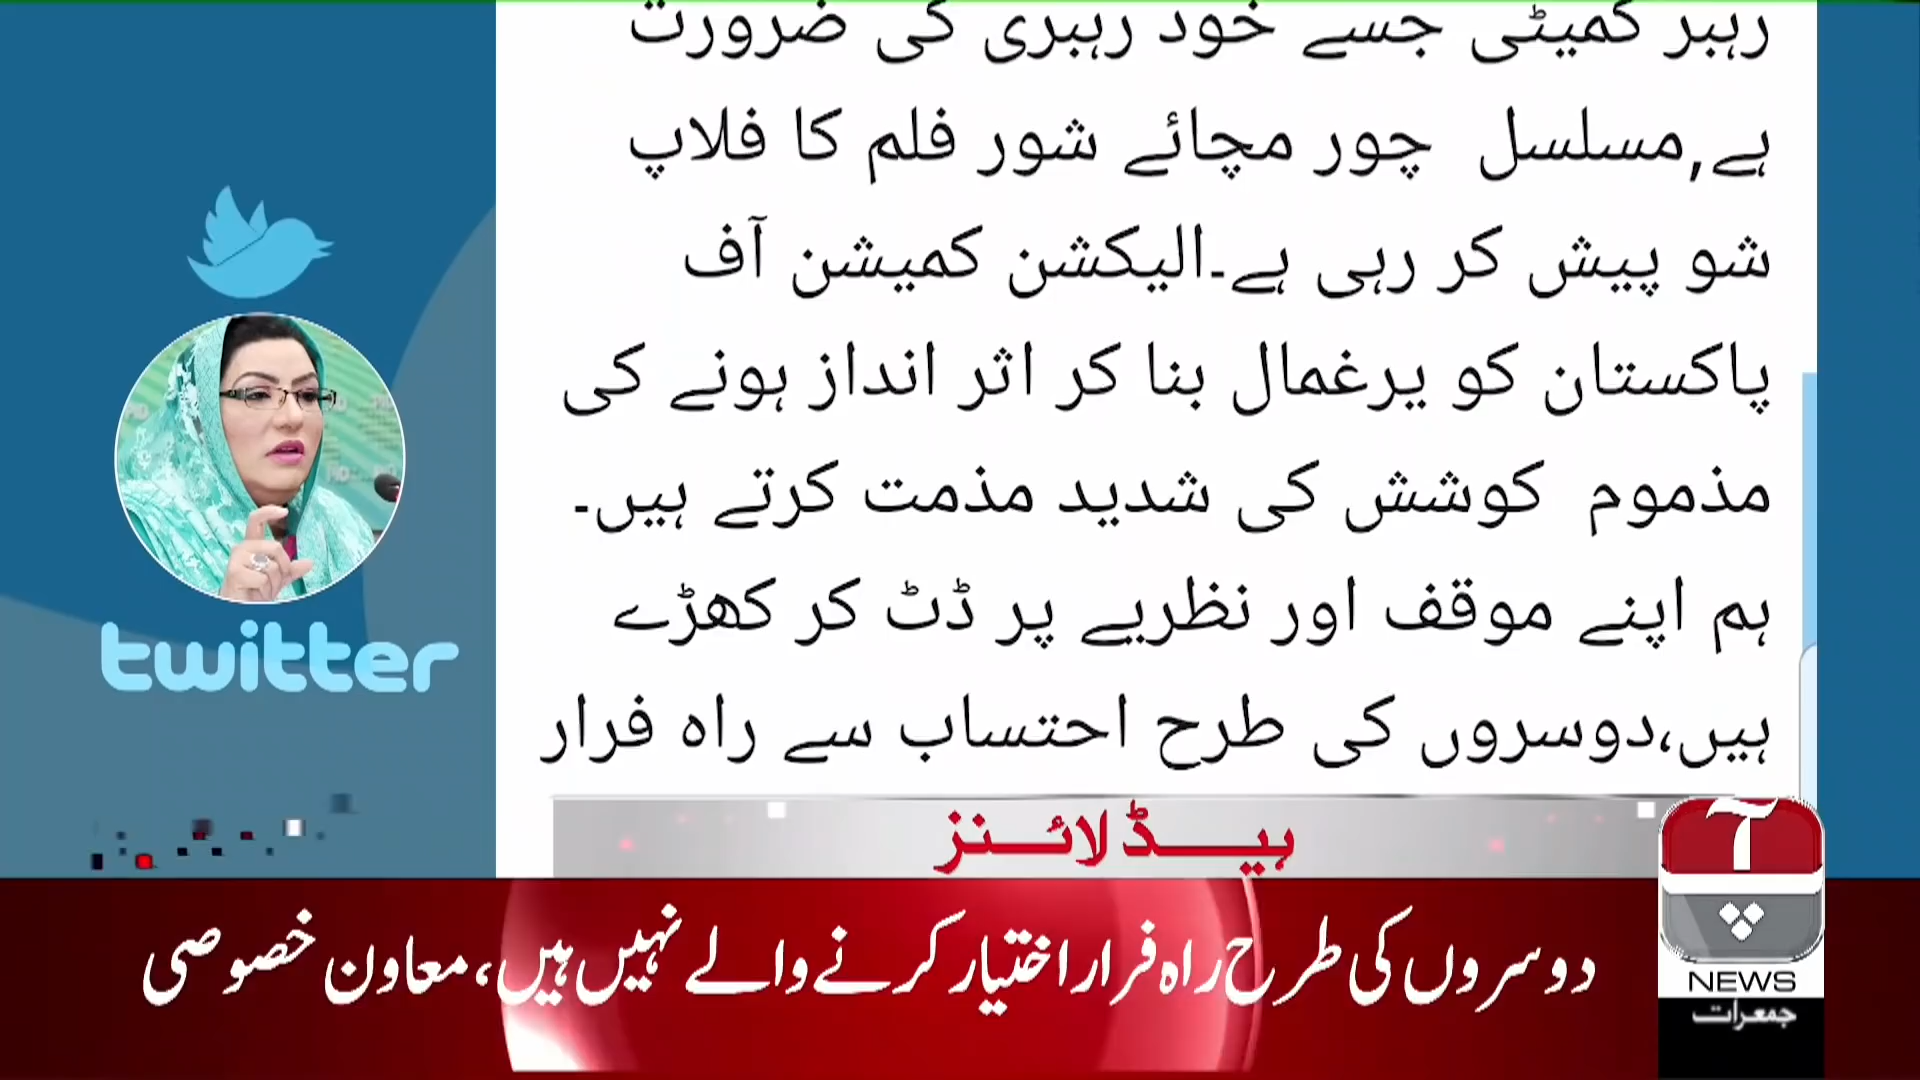 رہبر کمیٹی جسے خود رہبری کی ضرورت
ہے,مسلسل چور مچائے شور فلم کا فلاپ
شو پیش کر رہی ہے۔الیکشن کمیشن آف
پاکستان کو یرغمال بنا کر اثر انداز ہونے کی
مذموم کوشش کی شدید مذمت کرتے ہیں۔
ہم اپنے موقف اور نظریے پر ڈٹ کر کھڑے
ہیں،دوسروں کی طرح احتساب سے راہ فرار
twitter
ہیڈ لائنز
دوسروں کی طرح راہ فرار اختیار کرنے والے نہیں ہیں، معاون خصوصی
آپ
NEWS
جمعرات